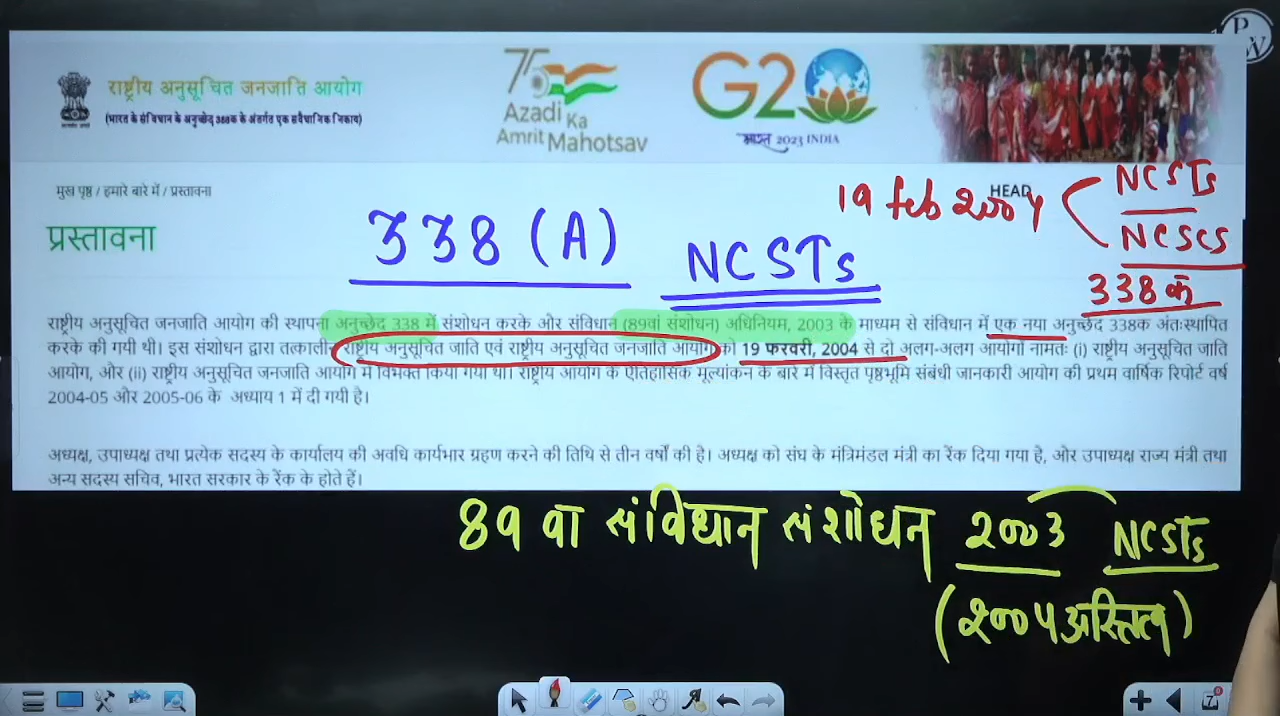 PW
राष्ट्रीय अनुसूचित जनजाति आयोग
(भारत के संविधान के अनुच्छेद 338क के अंतर्गत एक संवैधानिक निकाय)
75
Azadi Ka
Amrit Mahotsav
G20
भारत 2023 INDIA
मुख पृष्ठ / हमारे बारे में / प्रस्तावना
HEAD
19 feb 2004
NCSTs
NCSCs
338 क
प्रस्तावना
338 (A)
NCSTs
राष्ट्रीय अनुसूचित जनजाति आयोग की स्थापना अनुच्छेद 338 में संशोधन करके और संविधान (89वां संशोधन) अधिनियम, 2003 के माध्यम से संविधान में एक नया अनुच्छेद 338क अंतःस्थापित
करके की गयी थी। इस संशोधन द्वारा तत्कालीन राष्ट्रीय अनुसूचित जाति एवं राष्ट्रीय अनुसूचित जनजाति आयोग को 19 फरवरी, 2004 से दो अलग-अलग आयोगों नामतः (i) राष्ट्रीय अनुसूचित जाति
आयोग, और (ii) राष्ट्रीय अनुसूचित जनजाति आयोग में विभक्त किया गया था। राष्ट्रीय आयोग के ऐतिहासिक मूल्यांकन के बारे में विस्तृत पृष्ठभूमि संबंधी जानकारी आयोग की प्रथम वार्षिक रिपोर्ट वर्ष
2004-05 और 2005-06 के अध्याय 1 में दी गयी है।
अध्यक्ष, उपाध्यक्ष तथा प्रत्येक सदस्य के कार्यालय की अवधि कार्यभार ग्रहण करने की तिथि से तीन वर्षों की है। अध्यक्ष को संघ के मंत्रिमंडल मंत्री का रैंक दिया गया है, और उपाध्यक्ष राज्य मंत्री तथा
अन्य सदस्य सचिव, भारत सरकार के रैंक के होते हैं।
89 वा संविधान संशोधन 2003 NCSTs
(2004 अस्तित्व)